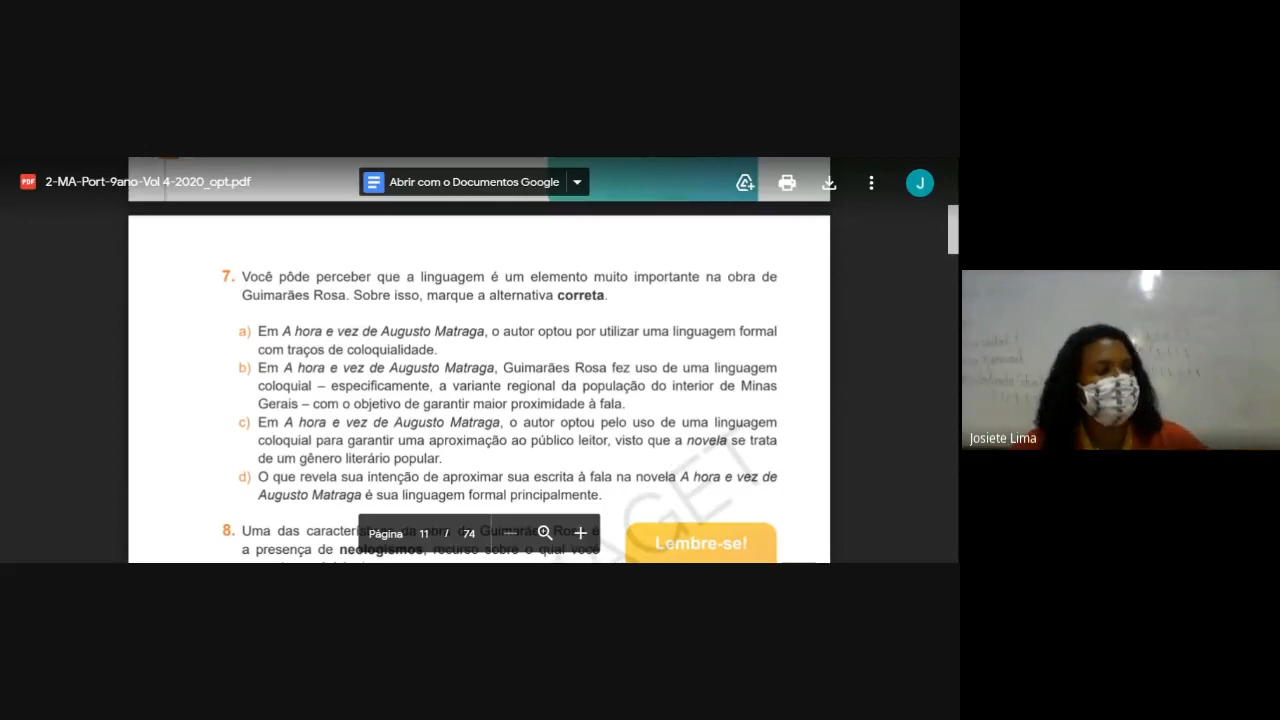 PDF
2-MA-Port-9ano-Vol 4-2020_opt.pdf
Abrir com o Documentos Google
J
7. Você pôde perceber que a linguagem é um elemento muito importante na obra de
Guimarães Rosa. Sobre isso, marque a alternativa correta.
a) Em A hora e vez de Augusto Matraga, o autor optou por utilizar uma linguagem formal
com traços de coloquialidade.
b) Em A hora e vez de Augusto Matraga, Guimarães Rosa fez uso de uma linguagem
coloquial – especificamente, a variante regional da população do interior de Minas
Gerais – com o objetivo de garantir maior proximidade à fala.
c) Em A hora e vez de Augusto Matraga, o autor optou pelo uso de uma linguagem
coloquial para garantir uma aproximação ao público leitor, visto que a novela se trata
de um gênero literário popular.
d) O que revela sua intenção de aproximar sua escrita à fala na novela A hora e vez de
Augusto Matraga é sua linguagem formal principalmente.
8. Uma das características da obra de Guimarães Rosa é
a presença de neologismos, recurso sobre o qual você
Página 11 / 74
Lembre-se!
Josiete Lima